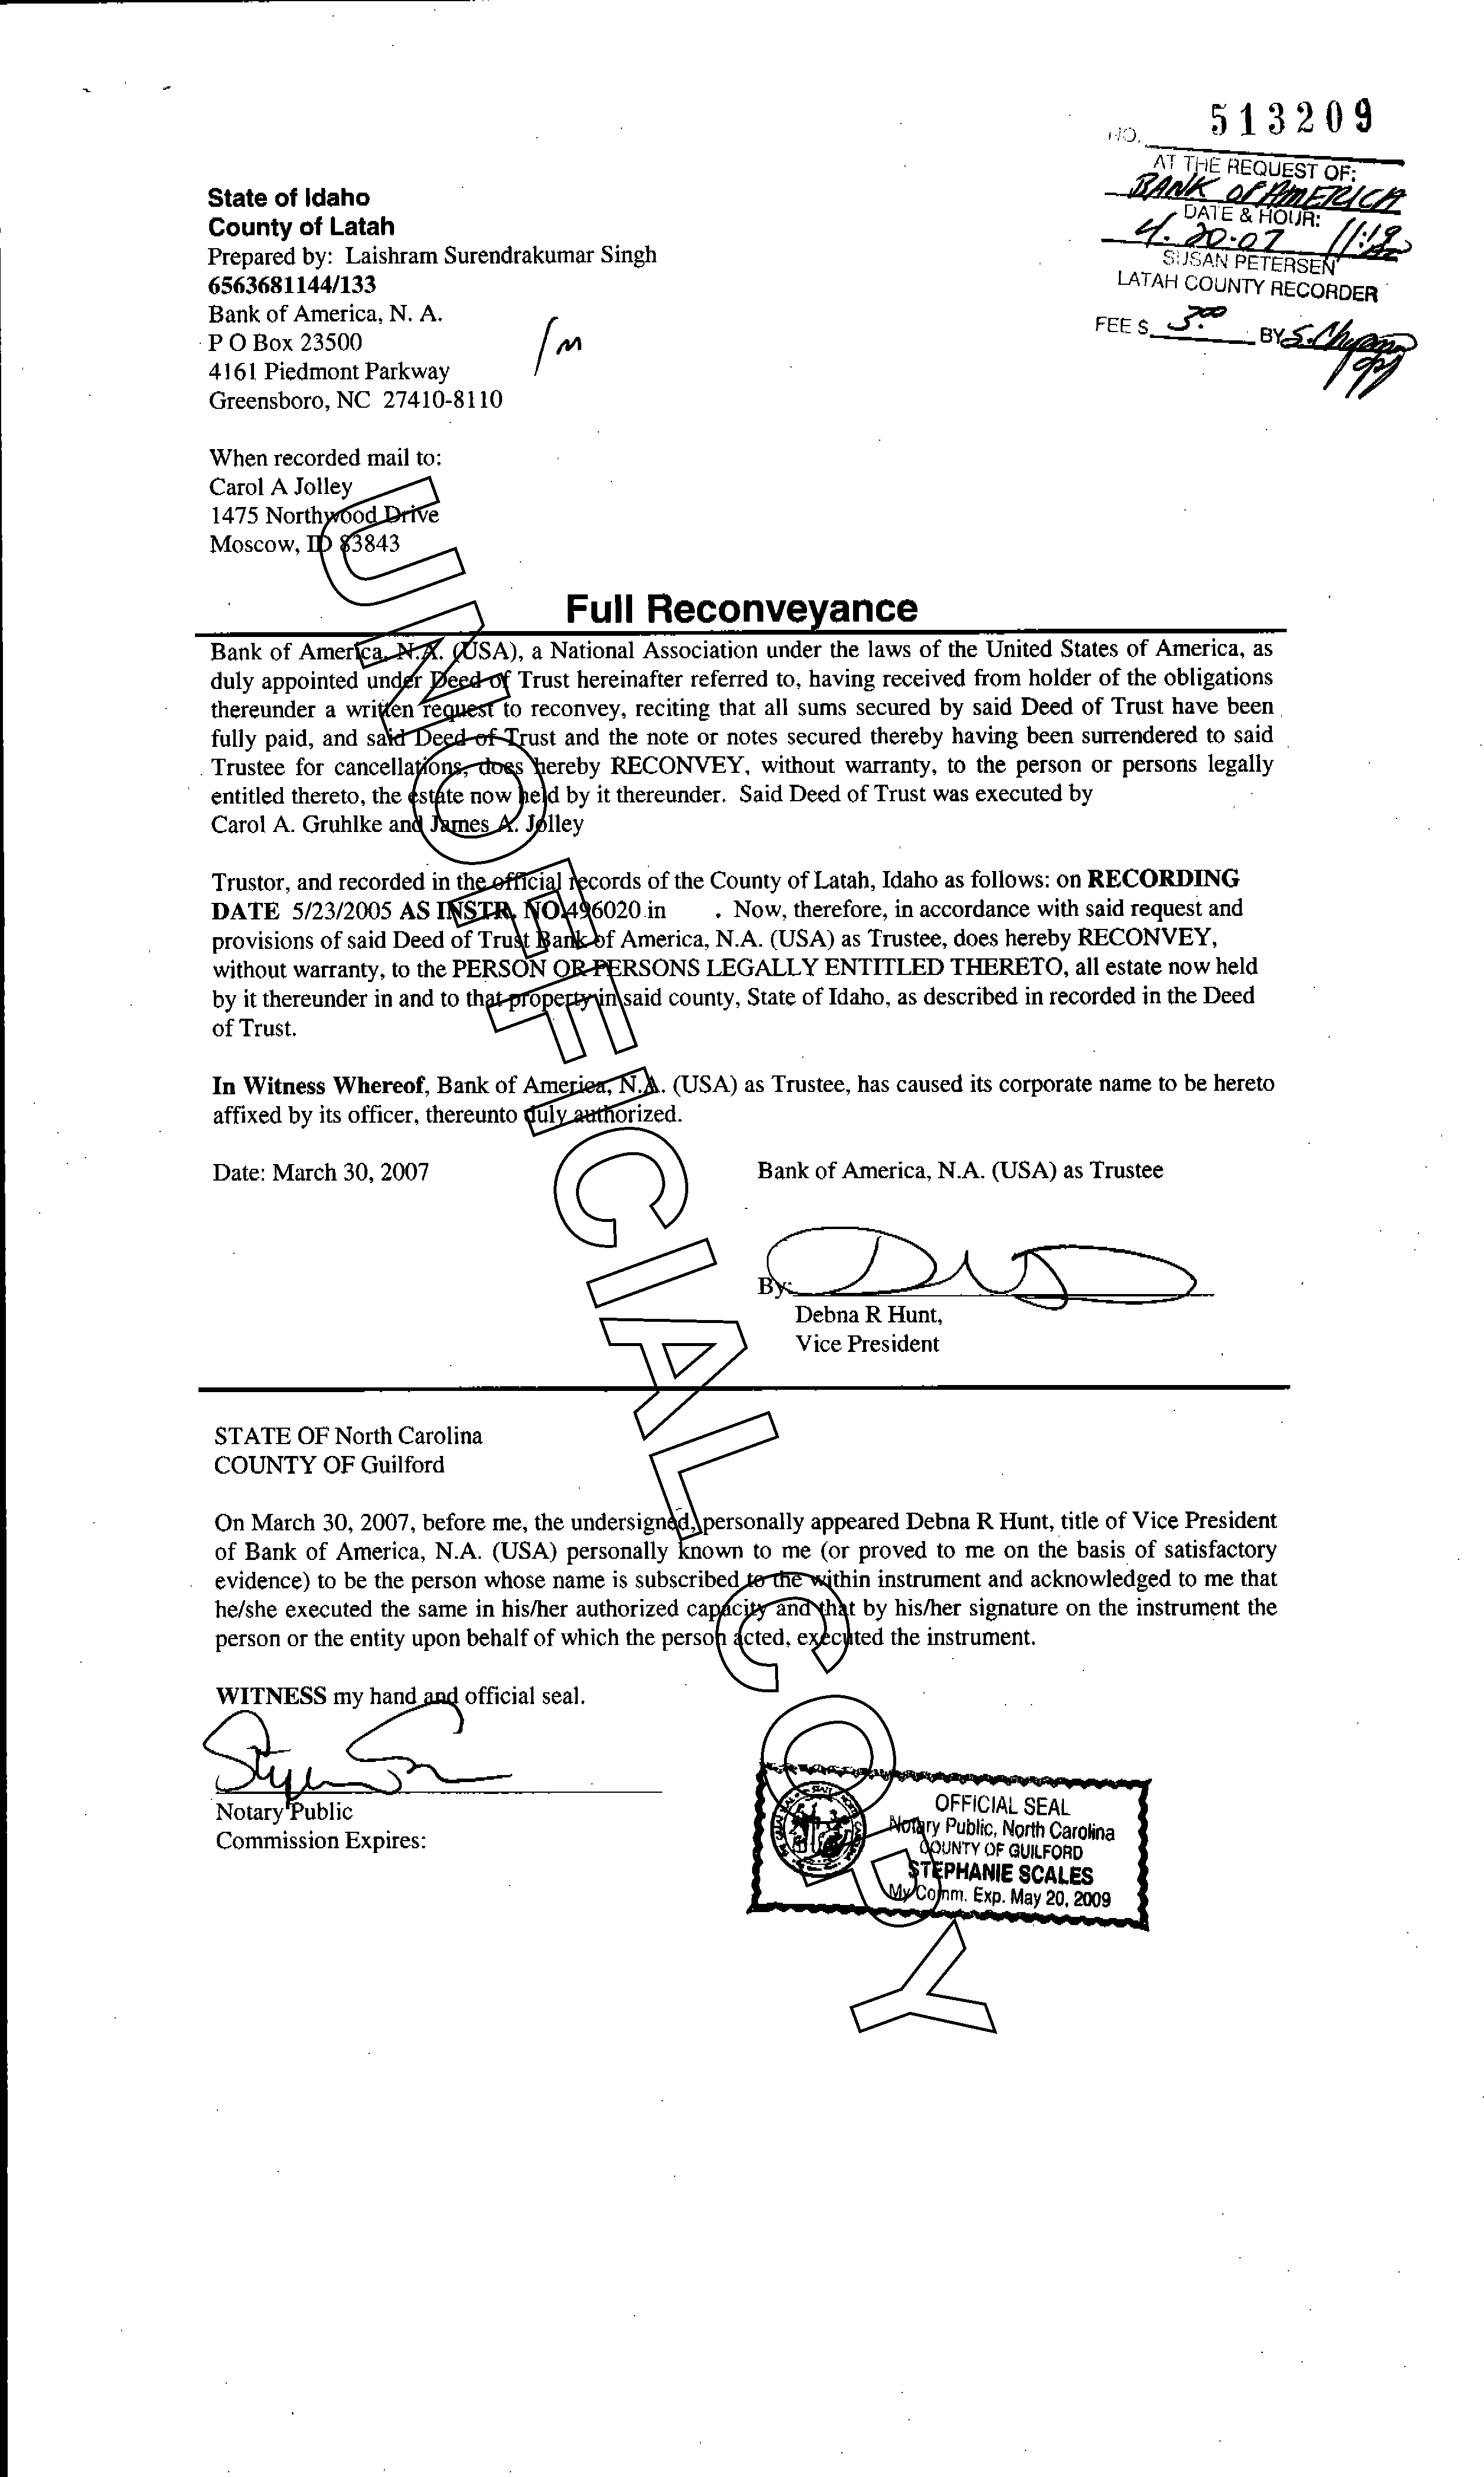 NO. 513209
AT THE REQUEST OF:
BANK OF AMERICA
DATE & HOUR:
4.20.07 11:12
SUSAN PETERSEN
LATAH COUNTY RECORDER
FEE $ 3.00 BY
State of Idaho
County of Latah
Prepared by: Laishram Surendrakumar Singh
6563681144/133
Bank of America, N. A.
P O Box 23500
4161 Piedmont Parkway
Greensboro, NC 27410-8110
When recorded mail to:
Carol A Jolley
1475 Northwood Drive
Moscow, ID 83843
Full Reconveyance
Bank of America, N.A. (USA), a National Association under the laws of the United States of America, as
duly appointed under Deed of Trust hereinafter referred to, having received from holder of the obligations
thereunder a written request to reconvey, reciting that all sums secured by said Deed of Trust have been
fully paid, and said Deed of Trust and the note or notes secured thereby having been surrendered to said
Trustee for cancellations, does hereby RECONVEY, without warranty, to the person or persons legally
entitled thereto, the estate now held by it thereunder. Said Deed of Trust was executed by
Carol A. Gruhlke and James A. Jolley
Trustor, and recorded in the official records of the County of Latah, Idaho as follows: on RECORDING
DATE 5/23/2005 AS INSTR. NO 496020 in . Now, therefore, in accordance with said request and
provisions of said Deed of Trust Bank of America, N.A. (USA) as Trustee, does hereby RECONVEY,
without warranty, to the PERSON OR PERSONS LEGALLY ENTITLED THERETO, all estate now held
by it thereunder in and to that property in said county, State of Idaho, as described in recorded in the Deed
of Trust.
In Witness Whereof, Bank of America, N.A. (USA) as Trustee, has caused its corporate name to be hereto
affixed by its officer, thereunto duly authorized.
Date: March 30, 2007 Bank of America, N.A. (USA) as Trustee
By:
Debna R Hunt,
Vice President
STATE OF North Carolina
COUNTY OF Guilford
On March 30, 2007, before me, the undersigned, personally appeared Debna R Hunt, title of Vice President
of Bank of America, N.A. (USA) personally known to me (or proved to me on the basis of satisfactory
evidence) to be the person whose name is subscribed to the within instrument and acknowledged to me that
he/she executed the same in his/her authorized capacity and that by his/her signature on the instrument the
person or the entity upon behalf of which the person acted, executed the instrument.
WITNESS my hand and official seal.
Notary Public
Commission Expires:
OFFICIAL SEAL
Notary Public, North Carolina
COUNTY OF GUILFORD
STEPHANIE SCALES
My Comm. Exp. May 20, 2009
UNOFFICIAL COPY